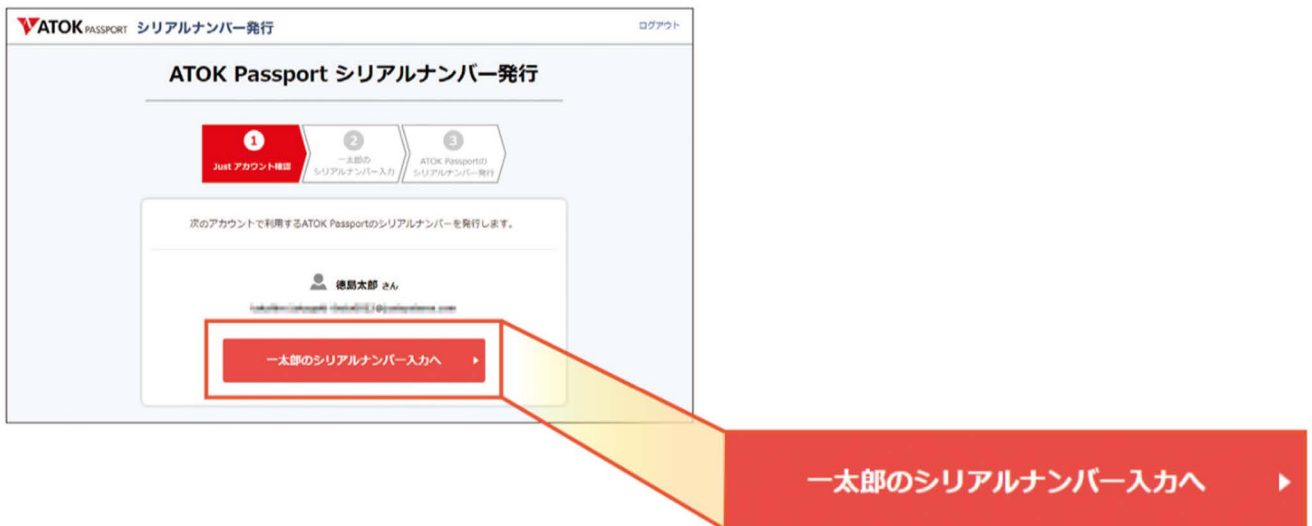 ATOK PASSPORT シリアルナンバー発行
ログアウト
ATOK Passport シリアルナンバー発行
1
Just アカウント確認
2
一太郎の
シリアルナンバー入力
3
ATOK Passportの
シリアルナンバー発行
次のアカウントで利用するATOK Passportのシリアルナンバーを発行します。
徳島太郎 さん
一太郎のシリアルナンバー入力へ
一太郎のシリアルナンバー入力へ